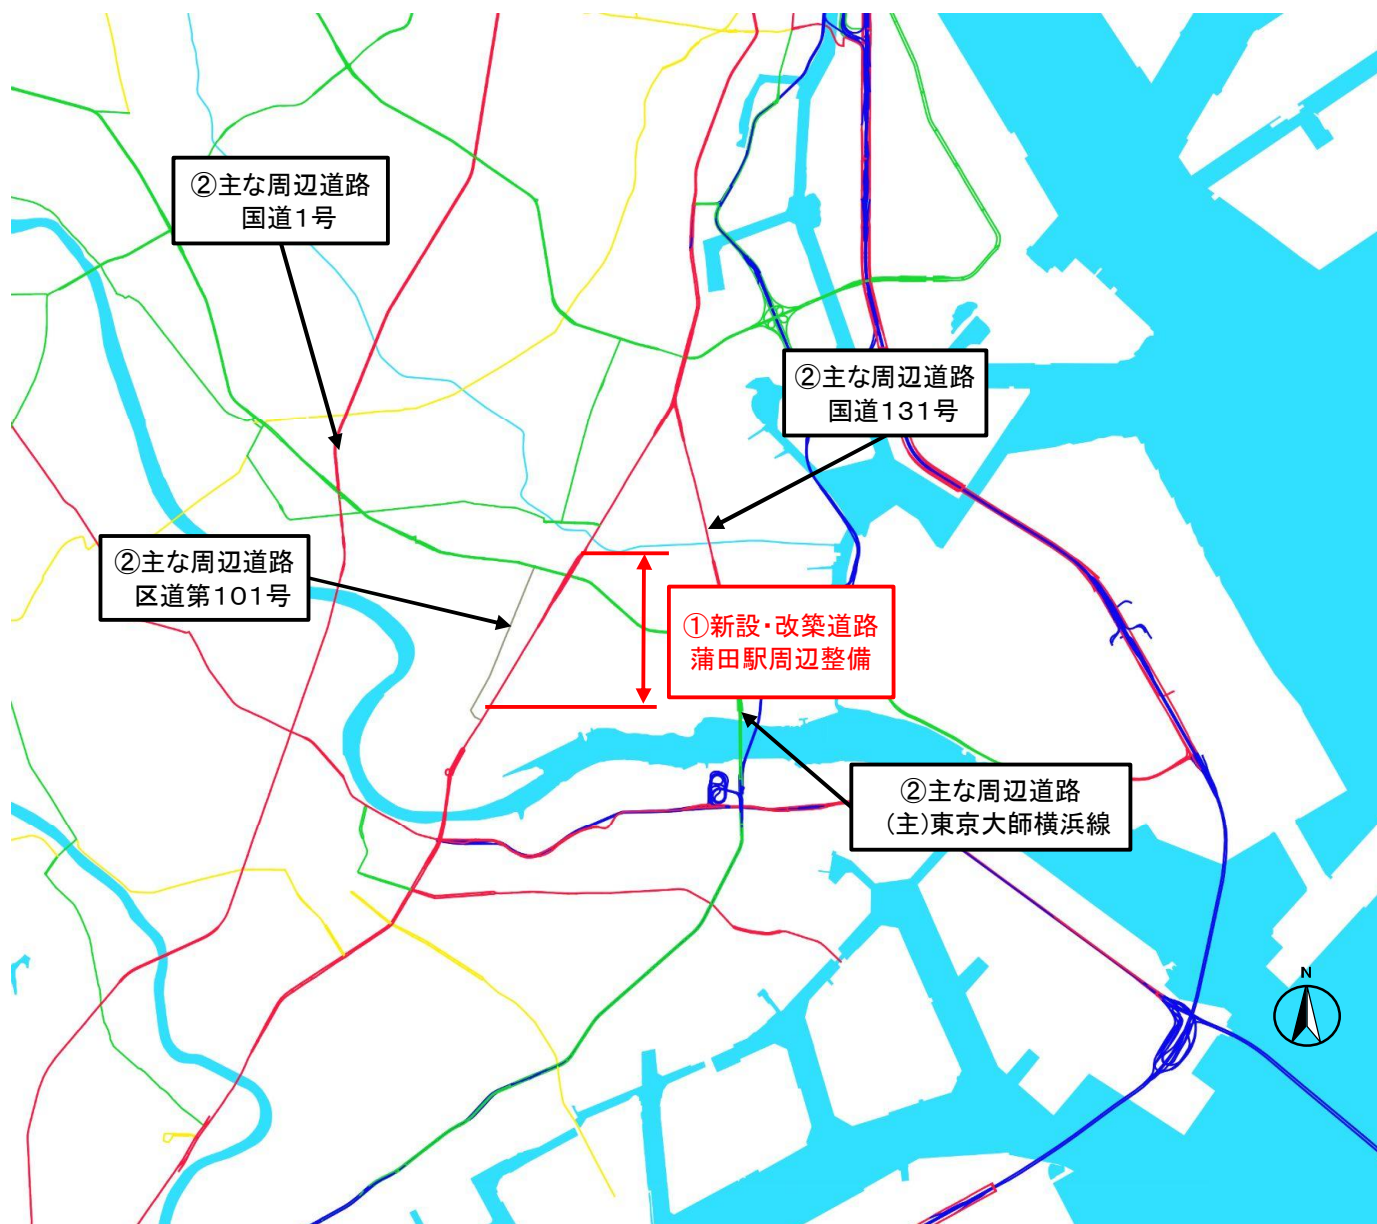 ②主な周辺道路
国道1号
②主な周辺道路
国道131号
②主な周辺道路
区道第101号
①新設・改築道路
蒲田駅周辺整備
②主な周辺道路
(主)東京大師横浜線
N